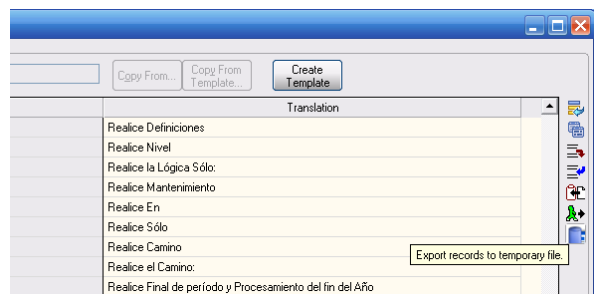 Copy From...
Copy From
Template...
Create
Template
Translation
Realice Definiciones
Realice Nivel
Realice la Lógica Sólo:
Realice Mantenimiento
Realice En
Realice Sólo
Realice Camino
Export records to temporary file.
Realice el Camino:
Realice Final de período y Procesamiento del fin del Año